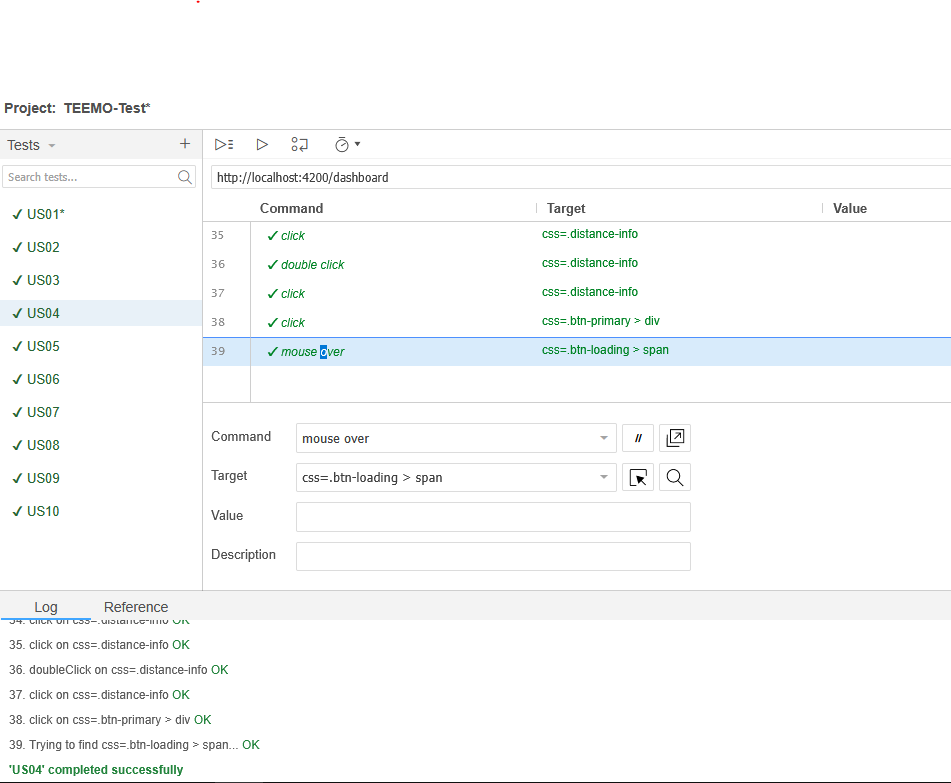 Project: TEEMO-Test*
Tests
+
Search tests...
http://localhost:4200/dashboard
Command Target Value
✓ US01*
✓ US02
✓ US03
✓ US04
✓ US05
✓ US06
✓ US07
✓ US08
✓ US09
✓ US10
35 ✓ click css=.distance-info
36 ✓ double click css=.distance-info
37 ✓ click css=.distance-info
38 ✓ click css=.btn-primary > div
39 ✓ mouse over css=.btn-loading > span
Command mouse over //
Target css=.btn-loading > span
Value
Description
Log Reference
34. click on css=.distance-info OK
35. click on css=.distance-info OK
36. doubleClick on css=.distance-info OK
37. click on css=.distance-info OK
38. click on css=.btn-primary > div OK
39. Trying to find css=.btn-loading > span... OK
'US04' completed successfully